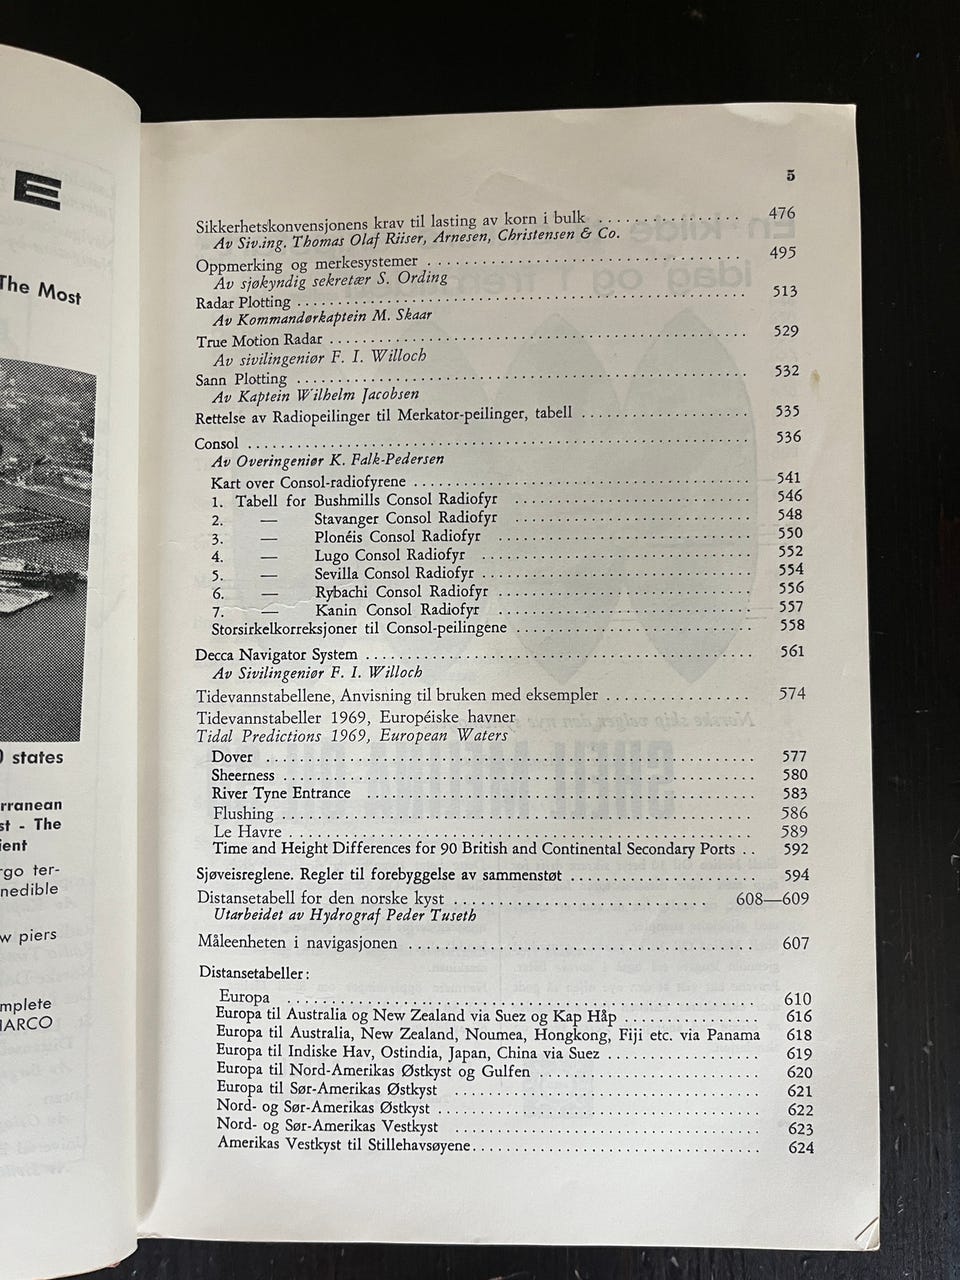 E
The Most
states
rranean
st - The
ient
rgo ter-
nedible
w piers
mplete
MARCO
5
Sikkerhetskonvensjonens krav til lasting av korn i bulk 476
Av Siv.ing. Thomas Olaf Riiser, Arnesen, Christensen & Co.
Oppmerking og merkesystemer 495
Av sjøkyndig sekretær S. Ording
Radar Plotting 513
Av Kommandørkaptein M. Skaar
True Motion Radar 529
Av sivilingeniør F. I. Willoch
Sann Plotting 532
Av Kaptein Wilhelm Jacobsen
Rettelse av Radiopeilinger til Merkator-peilinger, tabell 535
Consol 536
Av Overingeniør K. Falk-Pedersen
Kart over Consol-radiofyrene 541
1. Tabell for Bushmills Consol Radiofyr 546
2. — Stavanger Consol Radiofyr 548
3. — Plonéis Consol Radiofyr 550
4. — Lugo Consol Radiofyr 552
5. — Sevilla Consol Radiofyr 554
6. — Rybachi Consol Radiofyr 556
7. — Kanin Consol Radiofyr 557
Storsirkelkorreksjoner til Consol-peilingene 558
Decca Navigator System 561
Av Sivilingeniør F. I. Willoch
Tidevannstabellene, Anvisning til bruken med eksempler 574
Tidevannstabeller 1969, Européiske havner
Tidal Predictions 1969, European Waters
Dover 577
Sheerness 580
River Tyne Entrance 583
Flushing 586
Le Havre 589
Time and Height Differences for 90 British and Continental Secondary Ports 592
Sjøveisreglene. Regler til forebyggelse av sammenstøt 594
Distansetabell for den norske kyst 608—609
Utarbeidet av Hydrograf Peder Tuseth
Måleenheten i navigasjonen 607
Distansetabeller:
Europa 610
Europa til Australia og New Zealand via Suez og Kap Håp 616
Europa til Australia, New Zealand, Noumea, Hongkong, Fiji etc. via Panama 618
Europa til Indiske Hav, Ostindia, Japan, China via Suez 619
Europa til Nord-Amerikas Østkyst og Gulfen 620
Europa til Sør-Amerikas Østkyst 621
Nord- og Sør-Amerikas Østkyst 622
Nord- og Sør-Amerikas Vestkyst 623
Amerikas Vestkyst til Stillehavsøyene 624